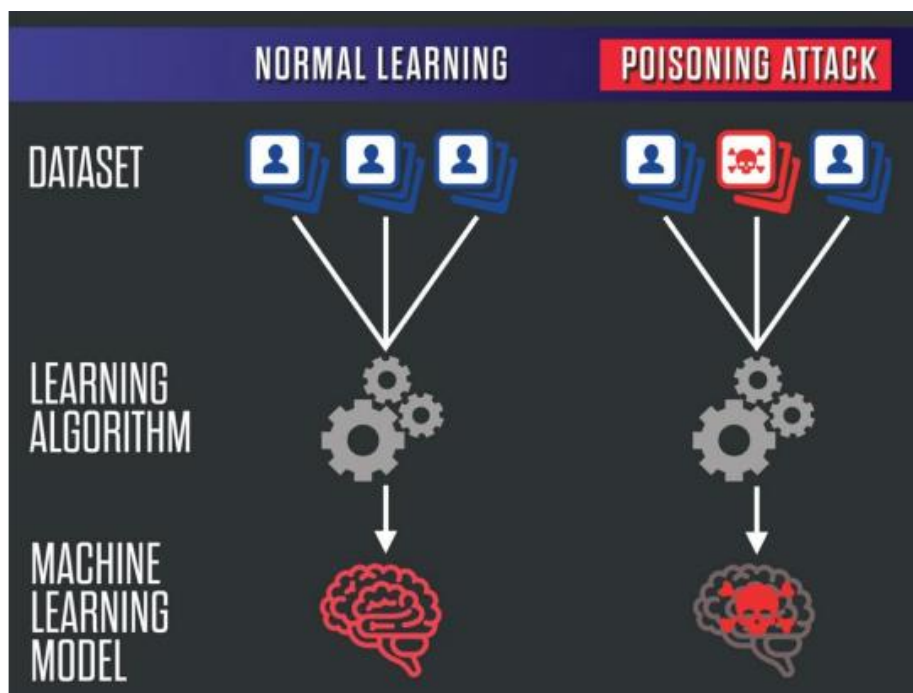 NORMAL LEARNING
POISONING ATTACK
DATASET
LEARNING
ALGORITHM
MACHINE
LEARNING
MODEL